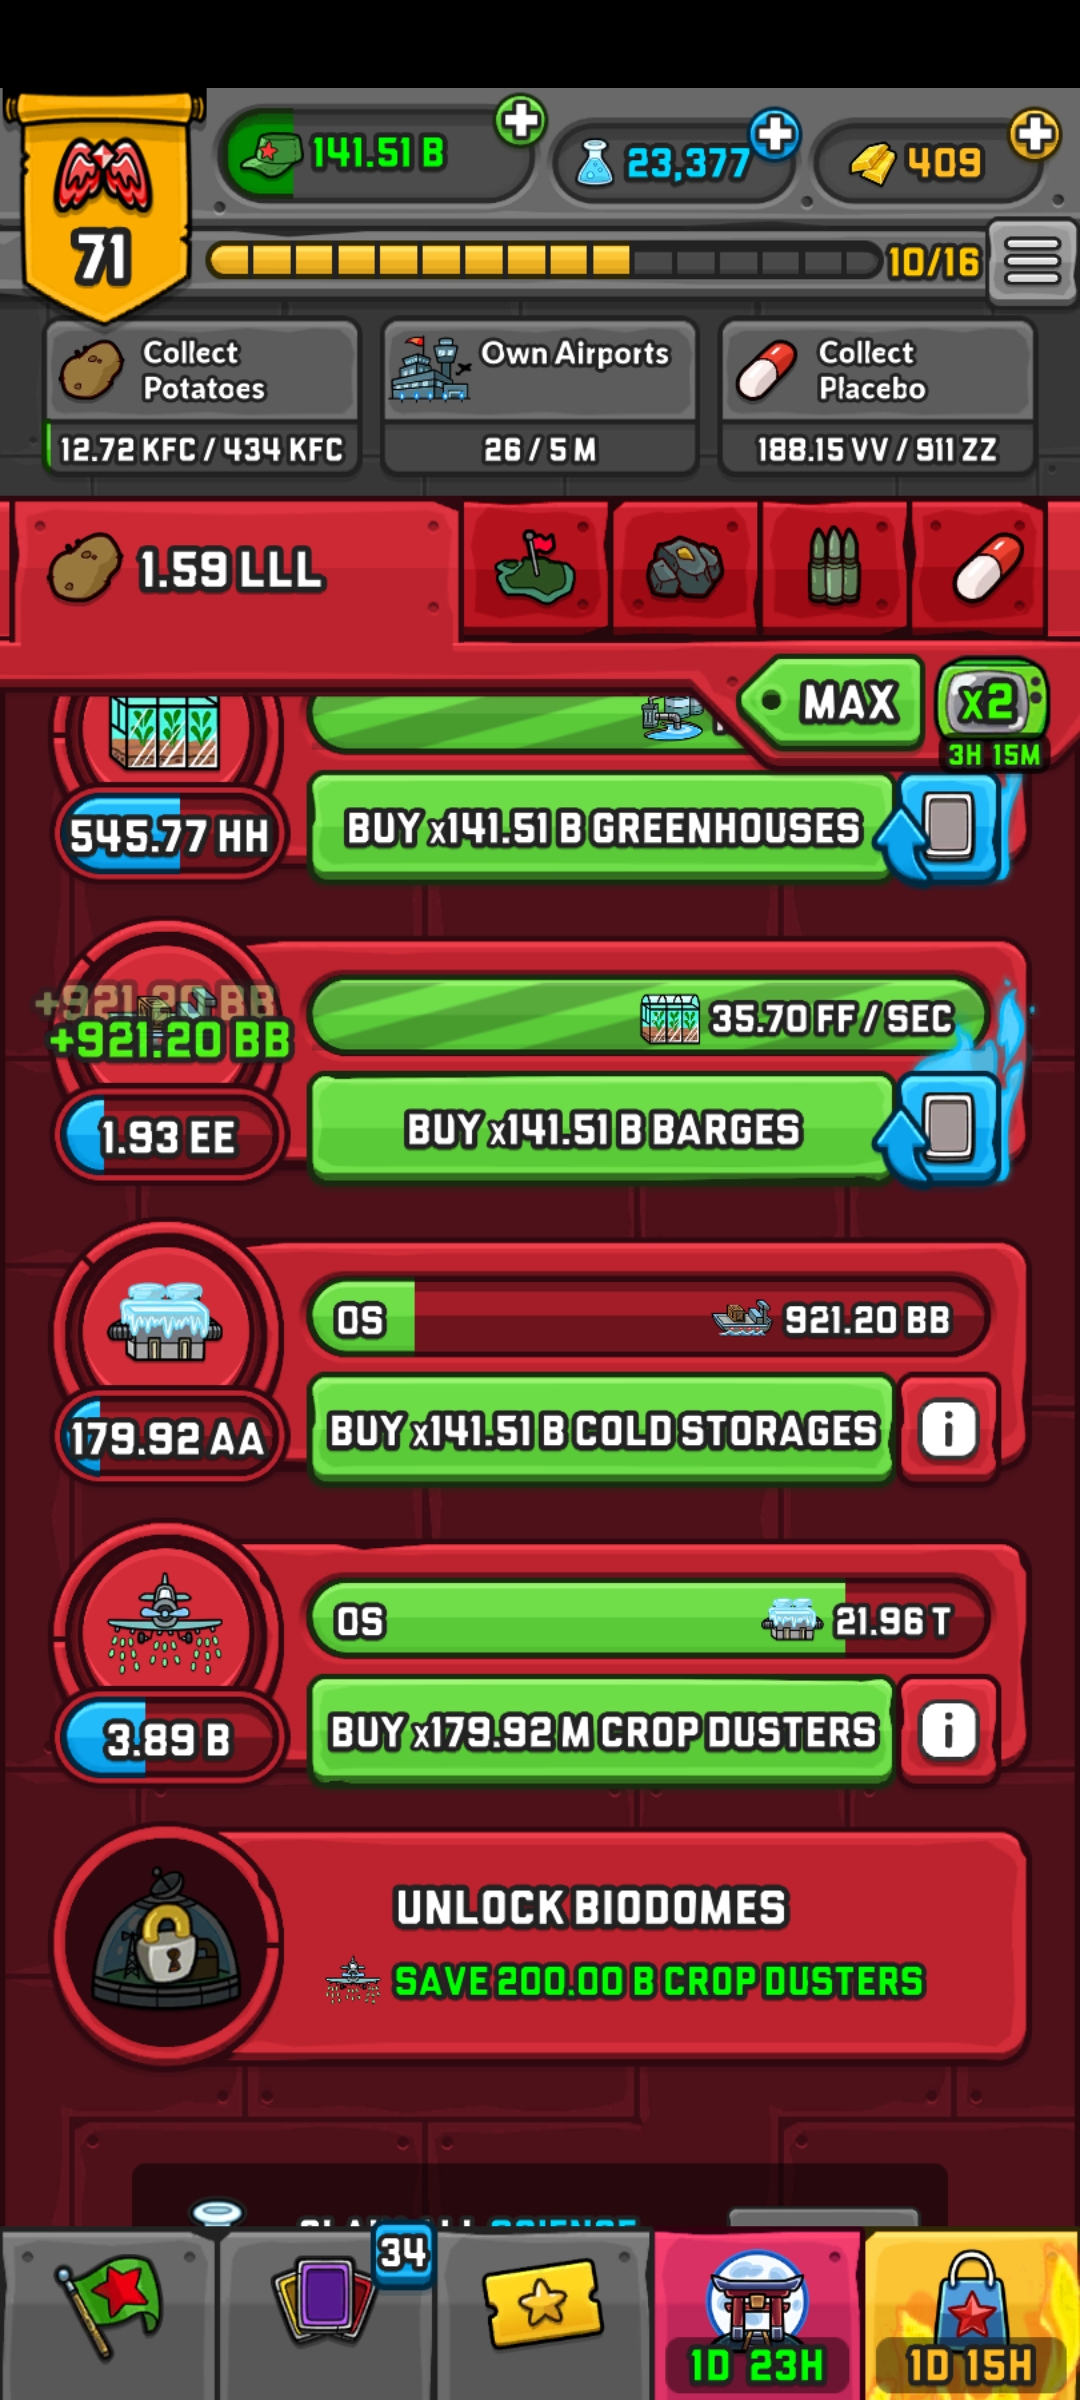 71
141.51 B
23,377
409
10/16
Collect
Potatoes
12.72 KFC / 434 KFC
Own Airports
26 / 5 M
Collect
Placebo
188.15 VV / 911 ZZ
1.59 LLL
MAX
x2
3H 15M
545.77 HH
BUY x141.51 B GREENHOUSES
+921.20 BB
+921.20 BB
35.70 FF / SEC
1.93 EE
BUY x141.51 B BARGES
0S
921.20 BB
179.92 AA
BUY x141.51 B COLD STORAGES
i
0S
21.96 T
3.89 B
BUY x179.92 M CROP DUSTERS
i
UNLOCK BIODOMES
SAVE 200.00 B CROP DUSTERS
34
1D 23H
1D 15H